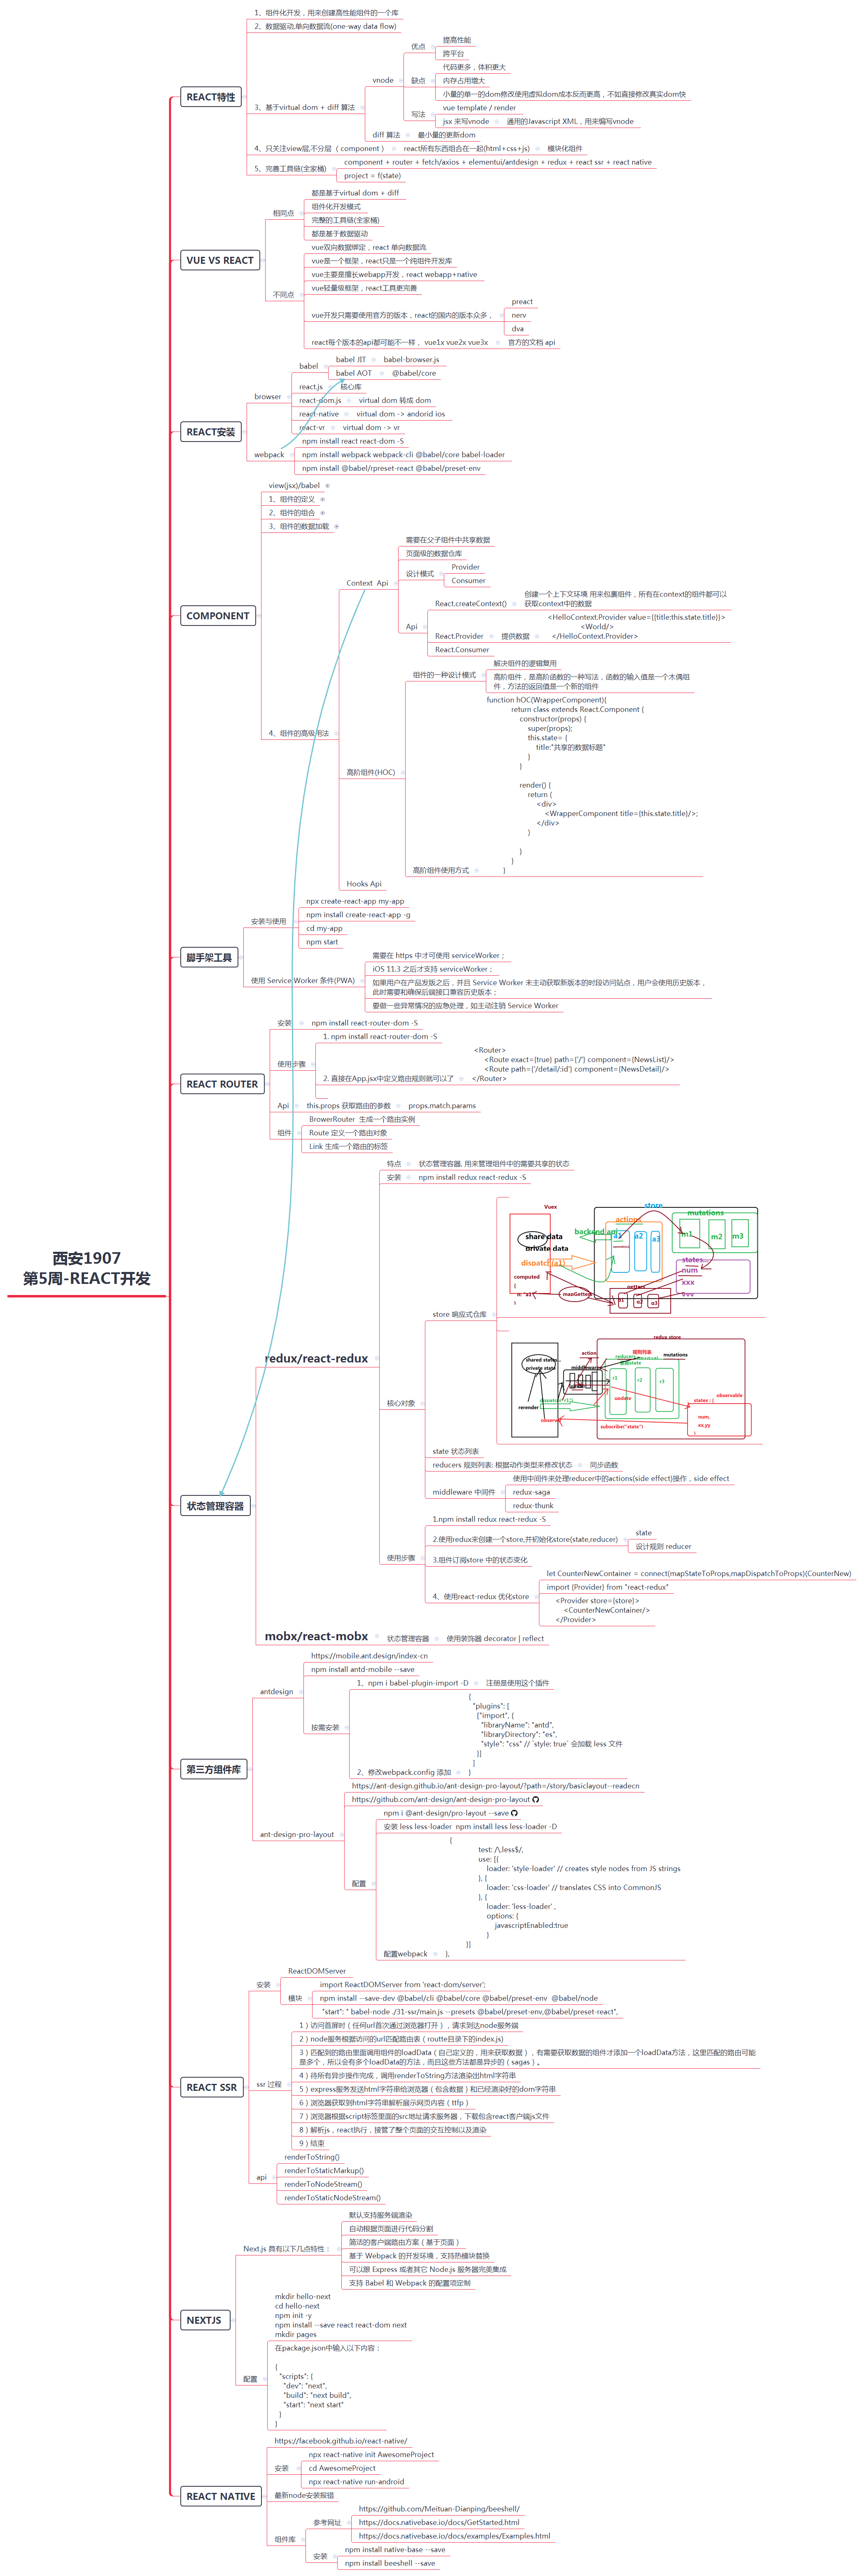 西安1907
第5周-REACT开发
REACT特性
1、组件化开发，用来创建高性能组件的一个库
2、数据驱动,单向数据流(one-way data flow)
3、基于virtual dom + diff 算法
vnode
优点
提高性能
跨平台
缺点
代码更多，体积更大
内存占用增大
小量的单一的dom修改使用虚拟dom成本反而更高，不如直接修改真实dom快
写法
vue template / render
jsx 来写vnode
通用的Javascript XML，用来编写vnode
diff 算法
最小量的更新dom
4、只关注view层,不分层（ component ）
react所有东西组合在一起(html+css+js)
模块化组件
5、完善工具链(全家桶)
component + router + fetch/axios + elementui/antdesign + redux + react ssr + react native
project = f(state)
VUE VS REACT
相同点
都是基于virtual dom + diff
组件化开发模式
完整的工具链(全家桶)
都是基于数据驱动
不同点
vue双向数据绑定，react 单向数据流
vue是一个框架，react只是一个纯组件开发库
vue主要是擅长webapp开发，react webapp+native
vue轻量级框架，react工具更完善
vue开发只需要使用官方的版本，react的国内的版本众多，
preact
nerv
dva
react每个版本的api都可能不一样， vue1x vue2x vue3x
官方的文档 api
REACT安装
browser
babel
babel JIT
babel-browser.js
babel AOT
@babel/core
react.js
核心库
react-dom.js
virtual dom 转成 dom
react-native
virtual dom -> andorid ios
react-vr
virtual dom -> vr
webpack
npm install react react-dom -S
npm install webpack webpack-cli @babel/core babel-loader
npm install @babel/rpreset-react @babel/preset-env
COMPONENT
view(jsx)/babel
1、组件的定义
2、组件的组合
3、组件的数据加载
4、组件的高级用法
Context  Api
需要在父子组件中共享数据
页面级的数据仓库
设计模式
Provider
Consumer
Api
React.createContext()
创建一个上下文环境 用来包裹组件，所有在context的组件都可以
获取context中的数据
React.Provider
提供数据
<HelloContext.Provider value={{title:this.state.title}}>
<World/>
</HelloContext.Provider>
React.Consumer
高阶组件(HOC)
组件的一种设计模式
解决组件的逻辑复用
高阶组件，是高阶函数的一种写法，函数的输入值是一个木偶组
件，方法的返回值是一个新的组件
高阶组件使用方式
function hOC(WrapperComponent){
return class extends React.Component {
constructor(props) {
super(props);
this.state= {
title:"共享的数据标题"
}
}
render() {
return (
<div>
<WrapperComponent title={this.state.title}/>;
</div>
)
}
}
}
Hooks Api
脚手架工具
安装与使用
npx create-react-app my-app
npm install create-react-app -g
cd my-app
npm start
使用 Service Worker 条件(PWA)
需要在 https 中才可使用 serviceWorker；
iOS 11.3 之后才支持 serviceWorker；
如果用户在产品发版之后，并且 Service Worker 未主动获取新版本的时段访问站点，用户会使用历史版本，
此时需要和确保后端接口兼容历史版本；
要做一些异常情况的应急处理，如主动注销 Service Worker
REACT ROUTER
安装
npm install react-router-dom -S
使用步骤
1. npm install react-router-dom -S
2. 直接在App.jsx中定义路由规则就可以了
<Router>
<Route exact={true} path={'/'} component={NewsList}/>
<Route path={'/detail/:id'} component={NewsDetail}/>
</Router>
Api
this.props 获取路由的参数
props.match.params
组件
BrowerRouter  生成一个路由实例
Route 定义一个路由对象
Link 生成一个路由的标签
状态管理容器
redux/react-redux
特点
状态管理容器, 用来管理组件中的需要共享的状态
安装
npm install redux react-redux -S
核心对象
store 响应式仓库
Vuex
store
share data
private data
backend api
actions
a1
a2
a3
mutations
m1
m2
m3
dispatch(a1)
states...
num
xxx
computed
{
n: "a1"
}
mapGetters
getters
redux store
shared states...
private state
action
middlewares
reducers
规则列表
mutations
r1
r2
r3
update
rerender
observer
subscribe("state")
observable
states : {
num,
xx,yy
}
state 状态列表
reducers 规则列表: 根据动作类型来修改状态
同步函数
middleware 中间件
使用中间件来处理reducer中的actions(side effect)操作，side effect
redux-saga
redux-thunk
使用步骤
1.npm install redux react-redux -S
2.使用redux来创建一个store,并初始化store(state,reducer)
state
设计规则 reducer
3.组件订阅store 中的状态变化
4、使用react-redux 优化store
let CounterNewContainer = connect(mapStateToProps,mapDispatchToProps)(CounterNew)
import {Provider} from "react-redux"
<Provider store={store}>
<CounterNewContainer/>
</Provider>
mobx/react-mobx
状态管理容器
使用装饰器 decorator | reflect
第三方组件库
antdesign
https://mobile.ant.design/index-cn
npm install antd-mobile --save
按需安装
1、npm i babel-plugin-import -D
注册是使用这个插件
2、修改webpack.config 添加
{
"plugins": [
["import", {
"libraryName": "antd",
"libraryDirectory": "es",
"style": "css" // `style: true` 会加载 less 文件
}]
]
}
ant-design-pro-layout
https://ant-design.github.io/ant-design-pro-layout/?path=/story/basiclayout--readecn
https://github.com/ant-design/ant-design-pro-layout
配置
npm i @ant-design/pro-layout --save
安装 less less-loader  npm install less less-loader -D
配置webpack
{
test: /\.less$/,
use: [{
loader: 'style-loader' // creates style nodes from JS strings
}, {
loader: 'css-loader' // translates CSS into CommonJS
}, {
loader: 'less-loader' ,
options: {
javascriptEnabled:true
}
}]
},
REACT SSR
安装
ReactDOMServer
模块
import ReactDOMServer from 'react-dom/server';
npm install --save-dev @babel/cli @babel/core @babel/preset-env  @babel/node
"start": " babel-node ./31-ssr/main.js --presets @babel/preset-env,@babel/preset-react",
ssr 过程
1）访问首屏时（任何url首次通过浏览器打开），请求到达node服务端
2）node服务根据访问的url匹配路由表（routte目录下的index.js)
3）匹配到的路由里面调用组件的loadData（自己定义的，用来获取数据），有需要获取数据的组件才添加一个loadData方法，这里匹配的路由可能
是多个，所以会有多个loadData的方法，而且这些方法都是异步的（sagas ）。
4）待所有异步操作完成，调用renderToString方法渲染出html字符串
5）express服务发送html字符串给浏览器（包含数据）和已经渲染好的dom字符串
6）浏览器获取到html字符串解析展示网页内容（ ttfp）
7）浏览器根据script标签里面的src地址请求服务器，下载包含react客户端js文件
8）解析js，react执行，接管了整个页面的交互控制以及渲染
9）结束
api
renderToString()
renderToStaticMarkup()
renderToNodeStream()
renderToStaticNodeStream()
NEXTJS
Next.js 具有以下几点特性：
默认支持服务端渲染
自动根据页面进行代码分割
简洁的客户端路由方案（基于页面）
基于 Webpack 的开发环境，支持热模块替换
可以跟 Express 或者其它 Node.js 服务器完美集成
支持 Babel 和 Webpack 的配置项定制
配置
mkdir hello-next
cd hello-next
npm init -y
npm install --save react react-dom next
mkdir pages
在package.json中输入以下内容：
{
"scripts": {
"dev": "next",
"build": "next build",
"start": "next start"
}
}
REACT NATIVE
https://facebook.github.io/react-native/
安装
npx react-native init AwesomeProject
cd AwesomeProject
npx react-native run-android
最新node安装报错
组件库
参考网址
https://github.com/Meituan-Dianping/beeshell/
https://docs.nativebase.io/docs/GetStarted.html
https://docs.nativebase.io/docs/examples/Examples.html
安装
npm install native-base --save
npm install beeshell --save